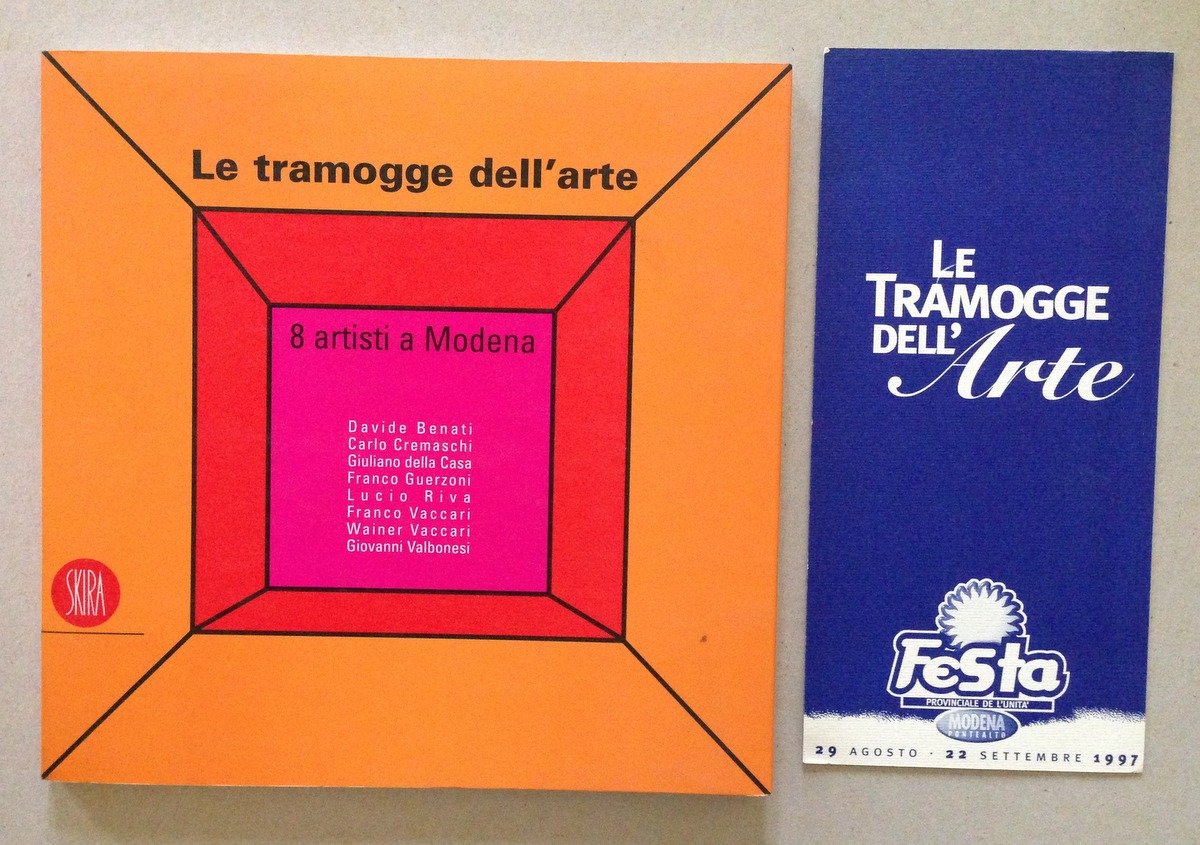 Le tramogge dell'arte
8 artisti a Modena
Davide Benati
Carlo Cremaschi
Giuliano della Casa
Franco Guerzoni
Lucio Riva
Franco Vaccari
Wainer Vaccari
Giovanni Valbonesi
SKIRA
LE
TRAMOGGE
DELL'Arte
FeSta
PROVINCIALE DE L'UNITA'
MODENA
PONTEALTO
29 AGOSTO · 22 SETTEMBRE 1997